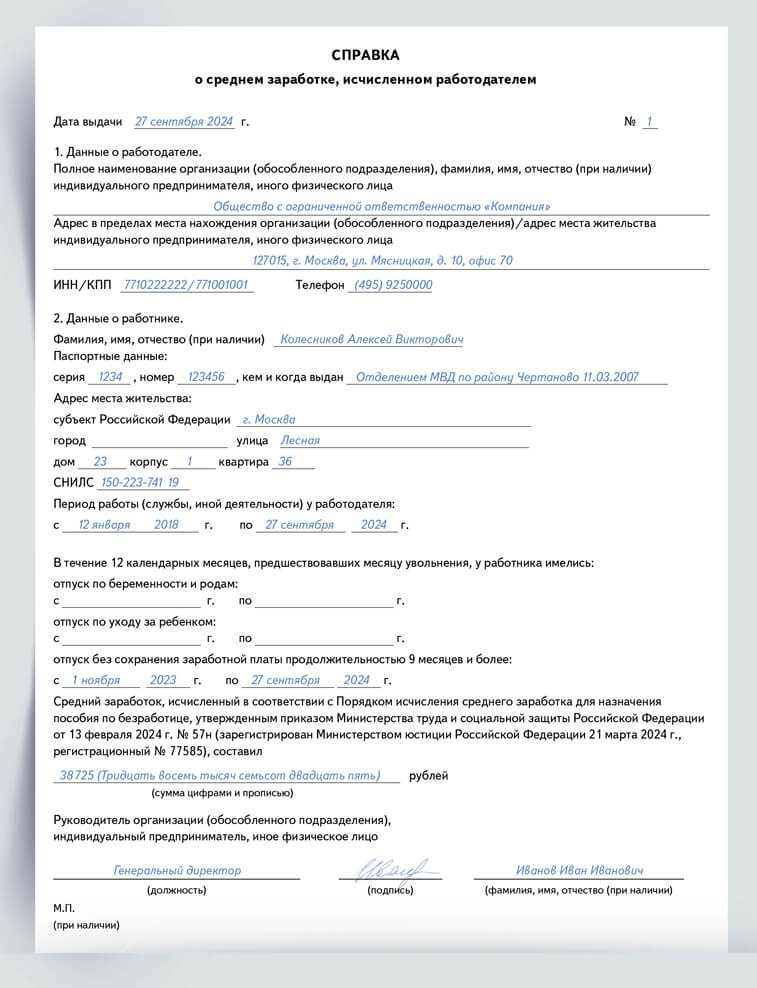 СПРАВКА
о среднем заработке, исчисленном работодателем
Дата выдачи 27 сентября 2024 г. № 1
1. Данные о работодателе.
Полное наименование организации (обособленного подразделения), фамилия, имя, отчество (при наличии)
индивидуального предпринимателя, иного физического лица
Общество с ограниченной ответственностью «Компания»
Адрес в пределах места нахождения организации (обособленного подразделения)/адрес места жительства
индивидуального предпринимателя, иного физического лица
127015, г. Москва, ул. Мясницкая, д. 10, офис 70
ИНН/КПП 7710222222/771001001 Телефон (495) 9250000
2. Данные о работнике.
Фамилия, имя, отчество (при наличии) Колесников Алексей Викторович
Паспортные данные:
серия 1234, номер 123456, кем и когда выдан Отделением МВД по району Чертаново 11.03.2007
Адрес места жительства:
субъект Российской Федерации г. Москва
город улица Лесная
дом 23 корпус 1 квартира 36
СНИЛС 150-223-741 19
Период работы (службы, иной деятельности) у работодателя:
с 12 января 2018 г. по 27 сентября 2024 г.
В течение 12 календарных месяцев, предшествовавших месяцу увольнения, у работника имелись:
отпуск по беременности и родам:
с г. по г.
отпуск по уходу за ребенком:
с г. по г.
отпуск без сохранения заработной платы продолжительностью 9 месяцев и более:
с 1 ноября 2023 г. по 27 сентября 2024 г.
Средний заработок, исчисленный в соответствии с Порядком исчисления среднего заработка для назначения
пособия по безработице, утвержденным приказом Министерства труда и социальной защиты Российской Федерации
от 13 февраля 2024 г. № 57н (зарегистрирован Министерством юстиции Российской Федерации 21 марта 2024 г.,
регистрационный № 77585), составил
38 725 (Тридцать восемь тысяч семьсот двадцать пять) рублей
(сумма цифрами и прописью)
Руководитель организации (обособленного подразделения),
индивидуальный предприниматель, иное физическое лицо
Генеральный директор Иванов Иван Иванович
(должность) (подпись) (фамилия, имя, отчество (при наличии)
М.П.
(при наличии)